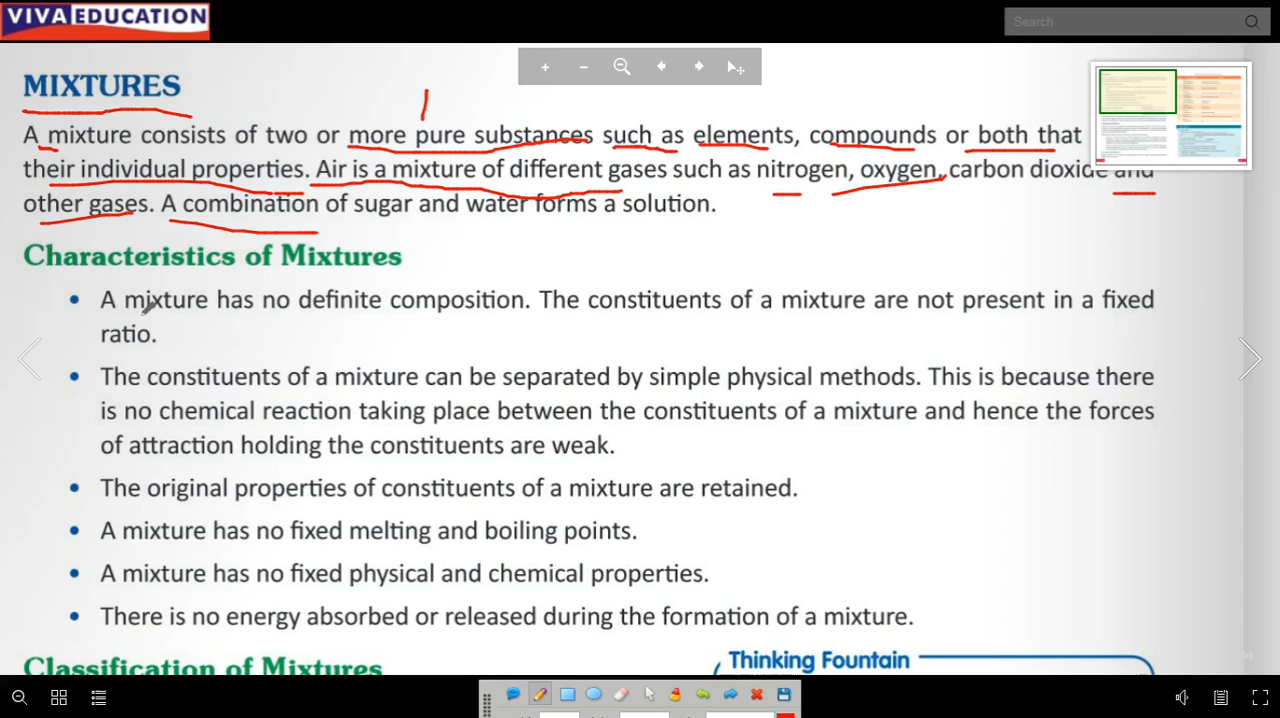 VIVA EDUCATION
Search
MIXTURES
A mixture consists of two or more pure substances such as elements, compounds or both that
their individual properties. Air is a mixture of different gases such as nitrogen, oxygen, carbon dioxide and
other gases. A combination of sugar and water forms a solution.
Characteristics of Mixtures
• A mixture has no definite composition. The constituents of a mixture are not present in a fixed
ratio.
• The constituents of a mixture can be separated by simple physical methods. This is because there
is no chemical reaction taking place between the constituents of a mixture and hence the forces
of attraction holding the constituents are weak.
• The original properties of constituents of a mixture are retained.
• A mixture has no fixed melting and boiling points.
• A mixture has no fixed physical and chemical properties.
• There is no energy absorbed or released during the formation of a mixture.
Classification of Mixtures
Thinking Fountain